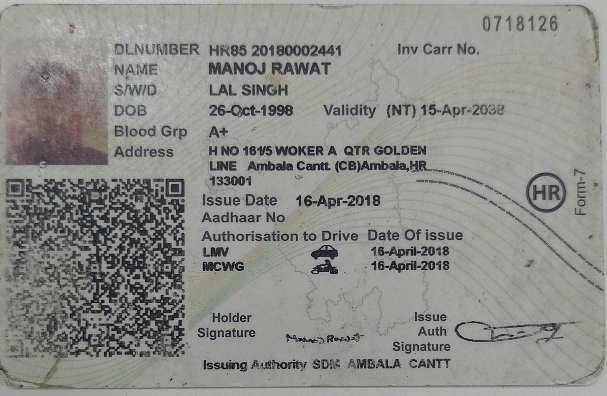 0718126
DLNUMBER HR85 20180002441 Inv Carr No.
NAME MANOJ RAWAT
S/W/D LAL SINGH
DOB 26-Oct-1998 Validity (NT) 15-Apr-2038
Blood Grp A+
Address H NO 161/5 WOKER A QTR GOLDEN
LINE Ambala Cantt. (CB)Ambala,HR
133001
HR
Form-7
Issue Date 16-Apr-2018
Aadhaar No
Authorisation to Drive Date Of issue
LMV 16-April-2018
MCWG 16-April-2018
Holder Signature Manoj Rawat
Issue Auth Signature
Issuing Authority SDM AMBALA CANTT